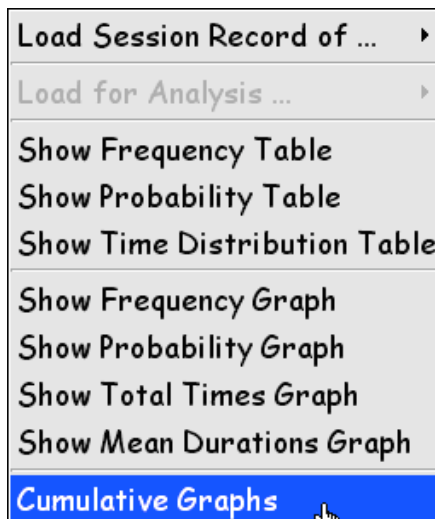 Load Session Record of ...
Load for Analysis ...
Show Frequency Table
Show Probability Table
Show Time Distribution Table
Show Frequency Graph
Show Probability Graph
Show Total Times Graph
Show Mean Durations Graph
Cumulative Graphs